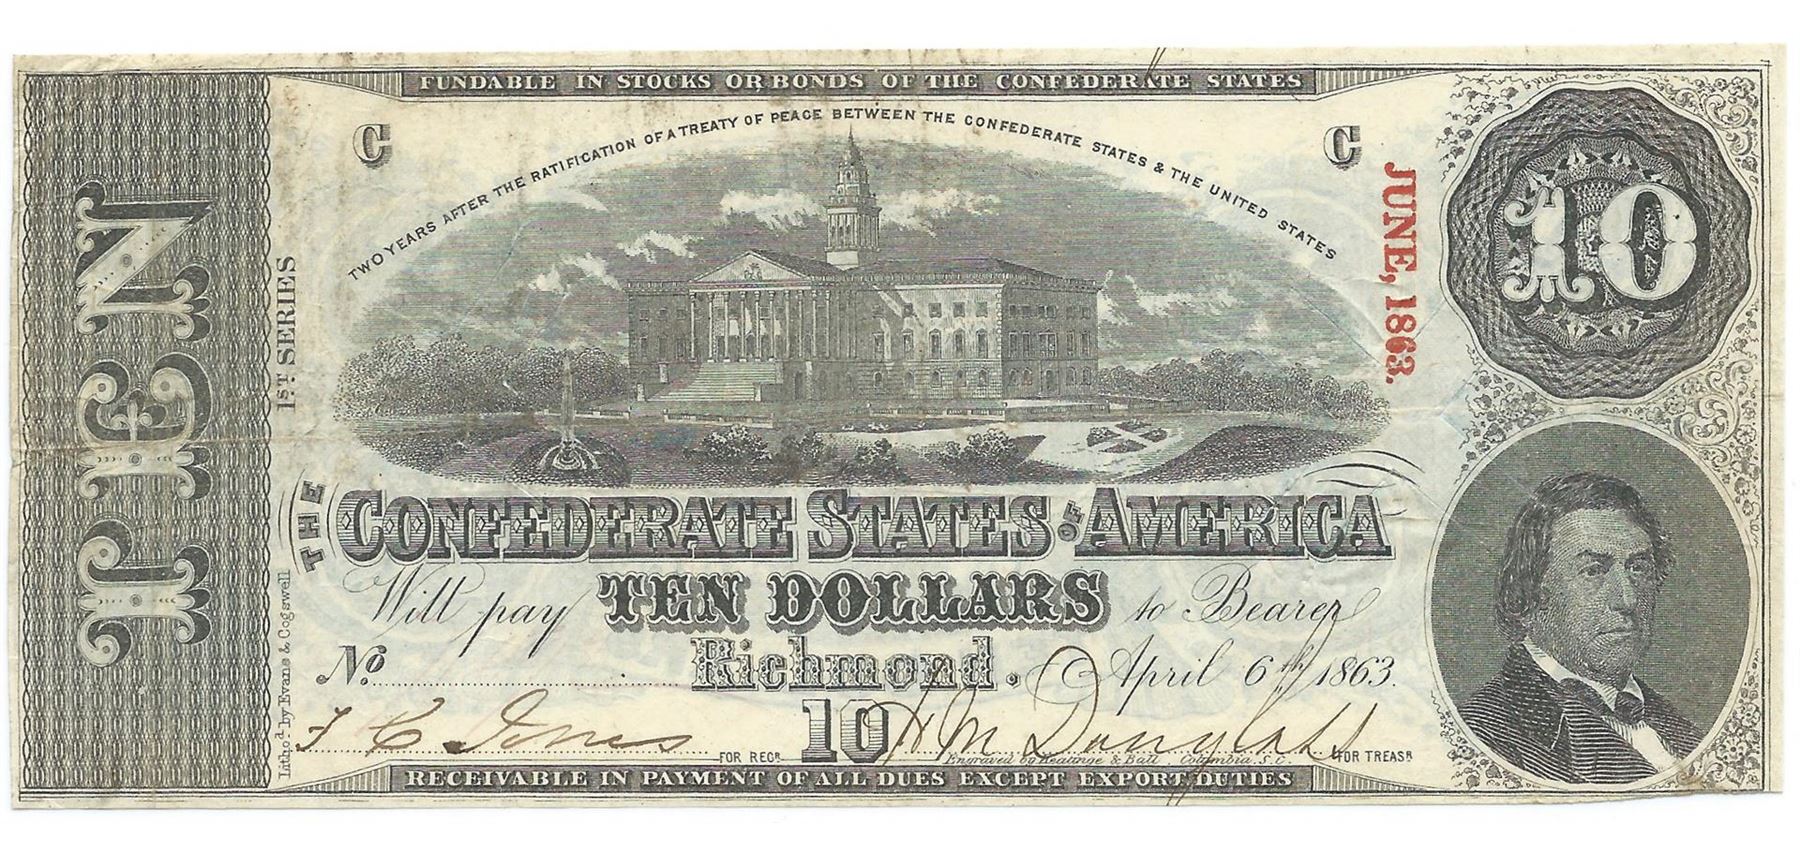 FUNDABLE IN STOCKS OR BONDS OF THE CONFEDERATE STATES
TWO YEARS AFTER THE RATIFICATION OF A TREATY OF PEACE BETWEEN THE CONFEDERATE STATES & THE UNITED STATES
C
C
JUNE, 1863.
10
TEN
1ST SERIES
THE CONFEDERATE STATES OF AMERICA
Will pay TEN DOLLARS to Bearer
No. Richmond. April 6th 1863.
Litho'd by Evans & Cogswell
C Jones FOR REGR.
10
H M Douglass FOR TREASR
Engraved by Keatinge & Ball, Columbia, S.C.
RECEIVABLE IN PAYMENT OF ALL DUES EXCEPT EXPORT DUTIES